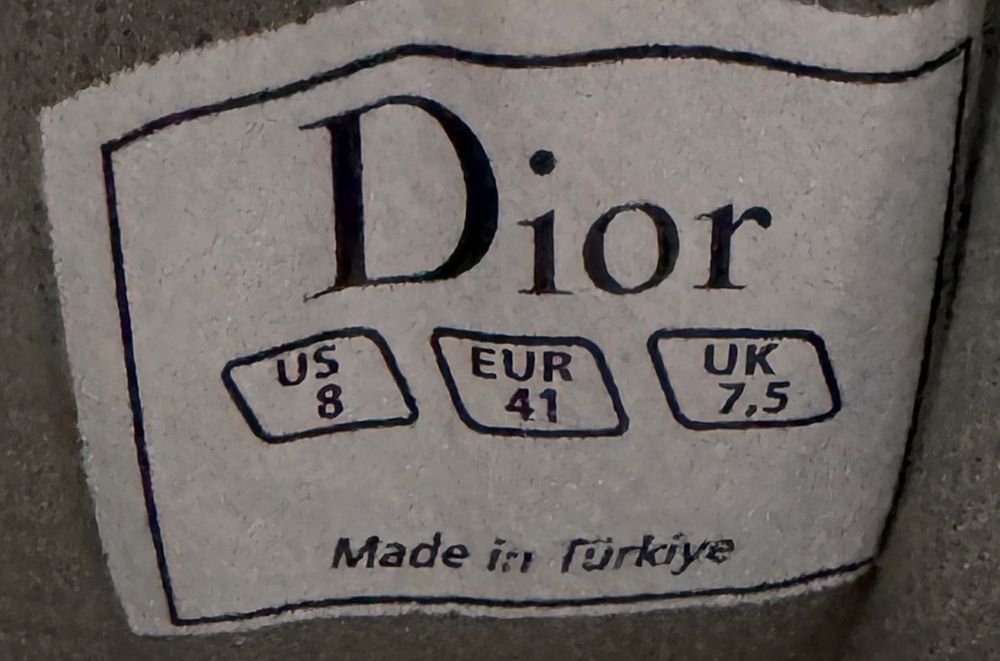 Dior
US EUR UK
8 41 7,5
Made in Türkiye